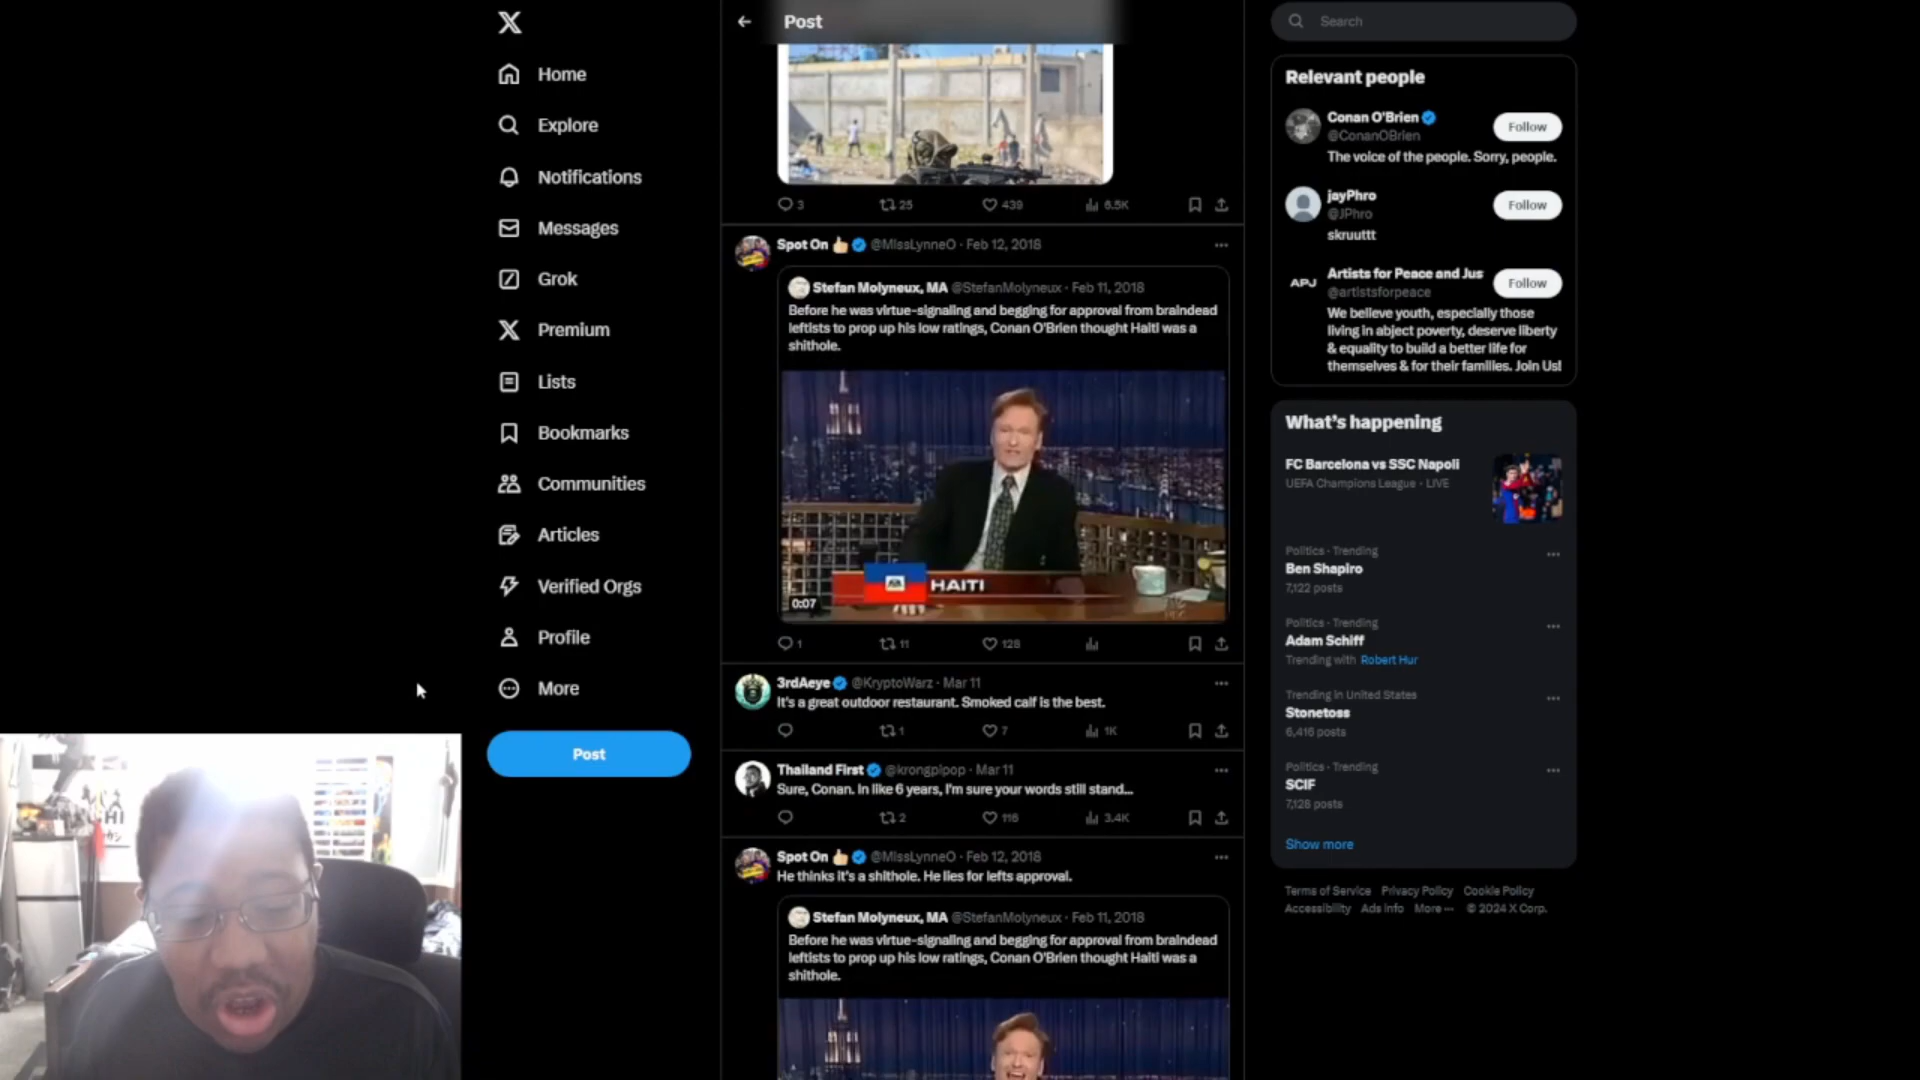 Home
Explore
Notifications
Messages
Grok
Premium
Lists
Bookmarks
Communities
Articles
Verified Orgs
Profile
More
Post
Post
3 25 439 6.5K
Spot On @MissLynneO · Feb 12, 2018
Stefan Molyneux, MA @StefanMolyneux · Feb 11, 2018
Before he was virtue-signaling and begging for approval from braindead
leftists to prop up his low ratings, Conan O'Brien thought Haiti was a
shithole.
HAITI
0:07
1 11 128
3rdAeye @KryptoWarz · Mar 11
It's a great outdoor restaurant. Smoked calf is the best.
1 7 1K
Thailand First @krongpipop · Mar 11
Sure, Conan. In like 6 years, I'm sure your words still stand...
2 116 3.4K
Spot On @MissLynneO · Feb 12, 2018
He thinks it's a shithole. He lies for lefts approval.
Stefan Molyneux, MA @StefanMolyneux · Feb 11, 2018
Before he was virtue-signaling and begging for approval from braindead
leftists to prop up his low ratings, Conan O'Brien thought Haiti was a
shithole.
Search
Relevant people
Conan O'Brien
@ConanOBrien
Follow
The voice of the people. Sorry, people.
jayPhro
@JPhro
Follow
skruuttt
APJ
Artists for Peace and Jus
@artistsforpeace
Follow
We believe youth, especially those
living in abject poverty, deserve liberty
& equality to build a better life for
themselves & for their families. Join Us!
What's happening
FC Barcelona vs SSC Napoli
UEFA Champions League · LIVE
Politics · Trending
Ben Shapiro
7,122 posts
Politics · Trending
Adam Schiff
Trending with Robert Hur
Trending in United States
Stonetoss
6,416 posts
Politics · Trending
SCIF
7,128 posts
Show more
Terms of Service Privacy Policy Cookie Policy
Accessibility Ads info More ··· © 2024 X Corp.